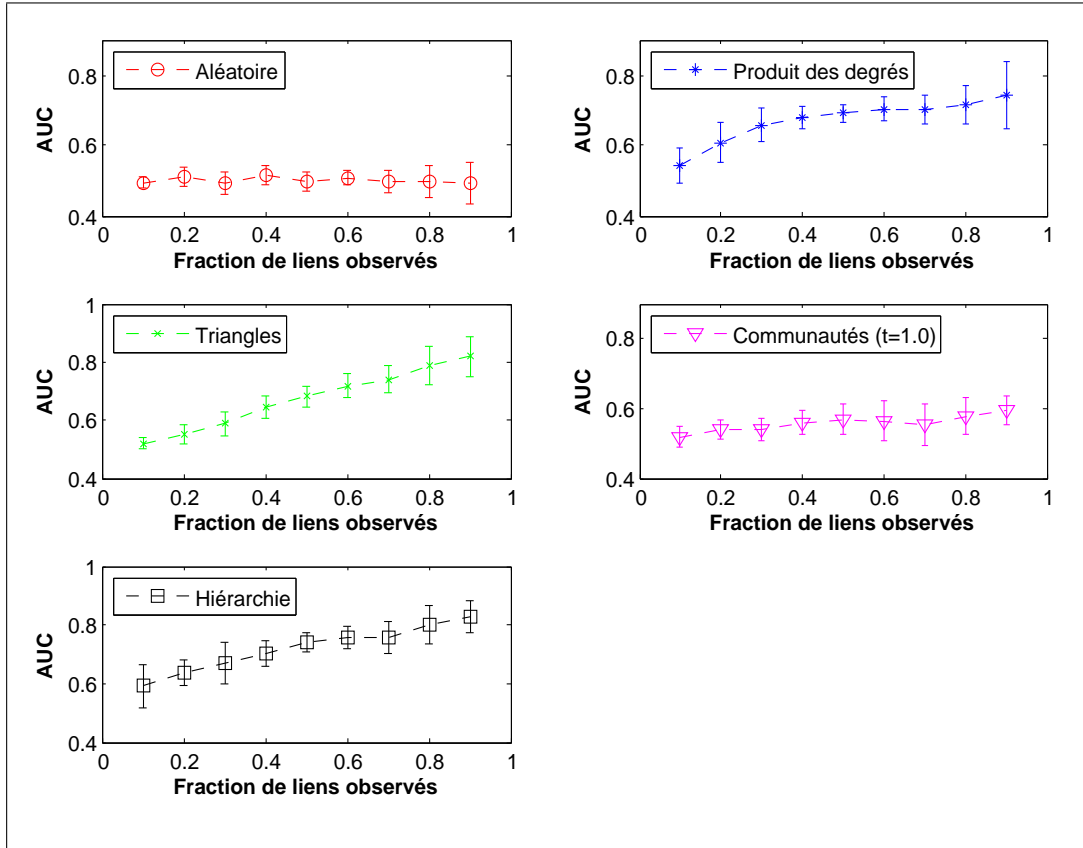 Aléatoire
0.8
0.6
0.4
AUC
0 0.2 0.4 0.6 0.8 1
Fraction de liens observés
Produit des degrés
0.8
0.6
0.4
AUC
0 0.2 0.4 0.6 0.8 1
Fraction de liens observés
Triangles
1
0.8
0.6
0.4
AUC
0 0.2 0.4 0.6 0.8 1
Fraction de liens observés
Communautés (t=1.0)
0.8
0.6
0.4
AUC
0 0.2 0.4 0.6 0.8 1
Fraction de liens observés
Hiérarchie
1
0.8
0.6
0.4
AUC
0 0.2 0.4 0.6 0.8 1
Fraction de liens observés